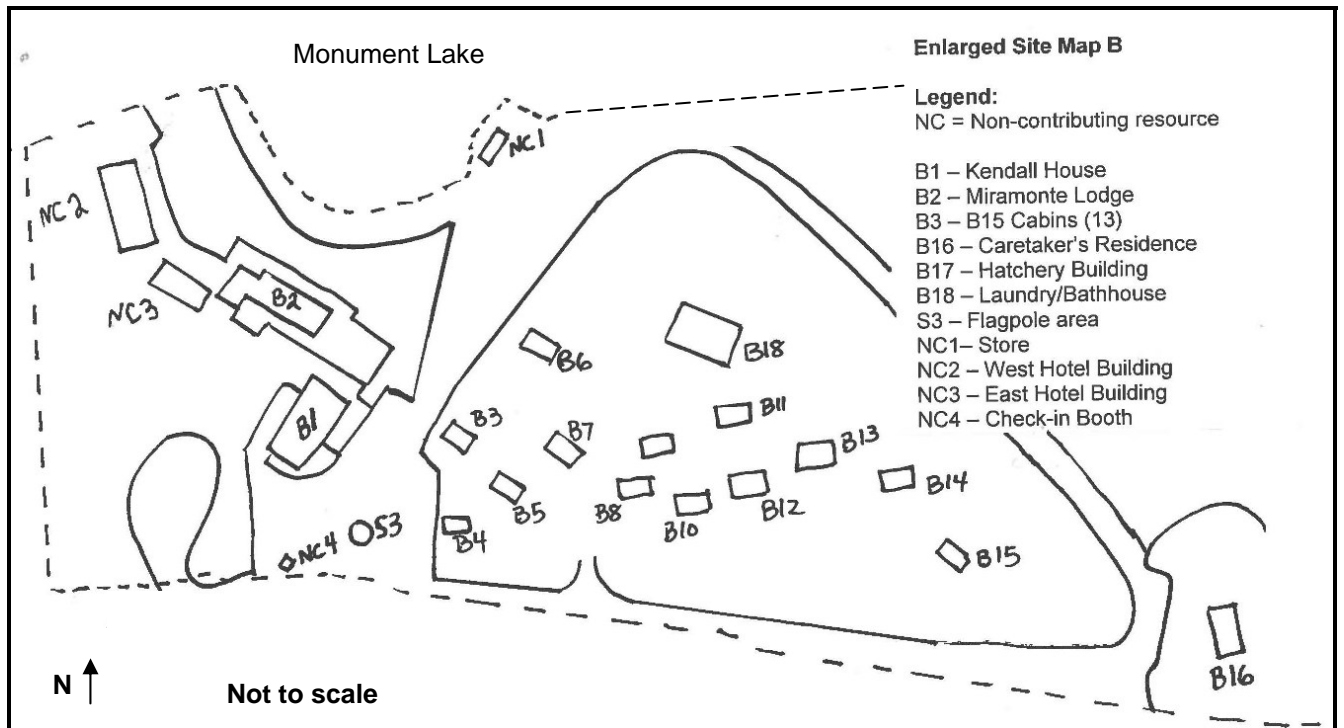 Monument Lake
Enlarged Site Map B
Legend:
NC = Non-contributing resource
B1 – Kendall House
B2 – Miramonte Lodge
B3 – B15 Cabins (13)
B16 – Caretaker's Residence
B17 – Hatchery Building
B18 – Laundry/Bathhouse
S3 – Flagpole area
NC1– Store
NC2 – West Hotel Building
NC3 – East Hotel Building
NC4 – Check-in Booth
NC1
NC2
NC3
B2
B1
B6
B18
B3
B7
B11
B13
B5
B8
B10
B12
B14
B4
S3
NC4
B15
B16
N
Not to scale